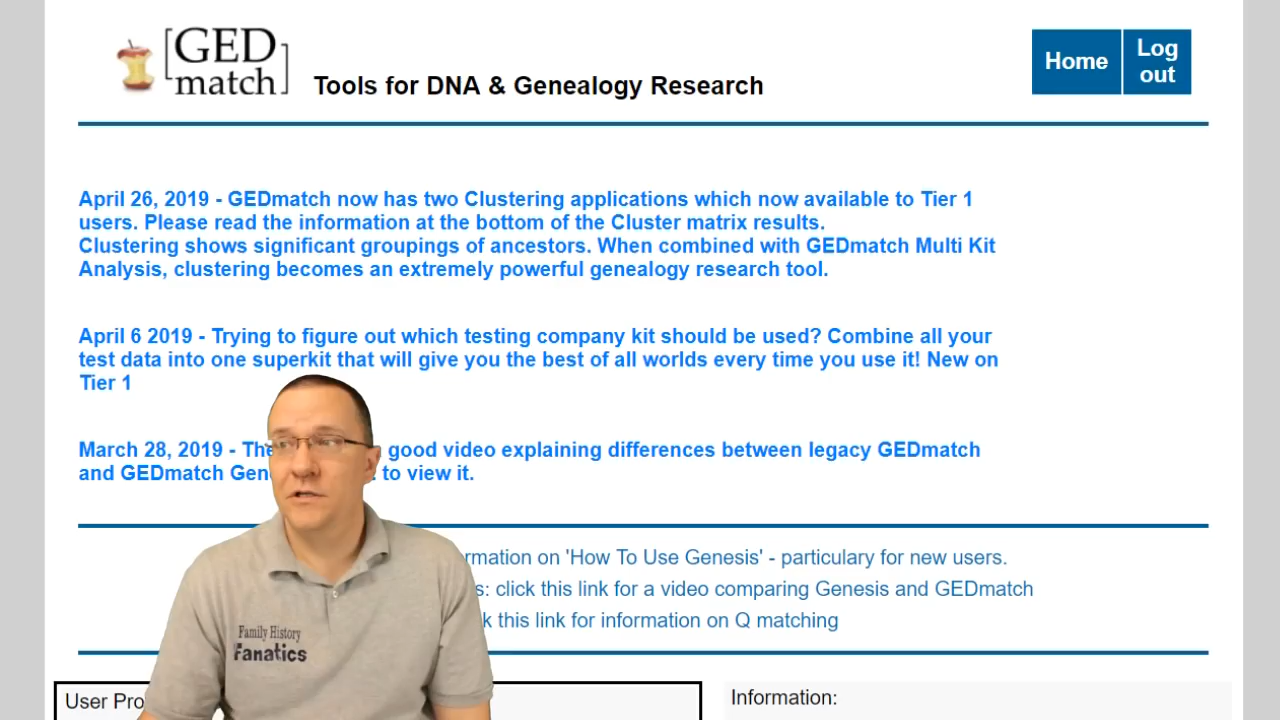 [GED match]
Tools for DNA & Genealogy Research
Home
Log out
April 26, 2019 - GEDmatch now has two Clustering applications which now available to Tier 1
users. Please read the information at the bottom of the Cluster matrix results.
Clustering shows significant groupings of ancestors. When combined with GEDmatch Multi Kit
Analysis, clustering becomes an extremely powerful genealogy research tool.
April 6 2019 - Trying to figure out which testing company kit should be used? Combine all your
test data into one superkit that will give you the best of all worlds every time you use it! New on
Tier 1
March 28, 2019 - good video explaining differences between legacy GEDmatch
and GEDmatch to view it.
on 'How To Use Genesis' - particulary for new users.
click this link for a video comparing Genesis and GEDmatch
this link for information on Q matching
Family History
Fanatics
User
Information: